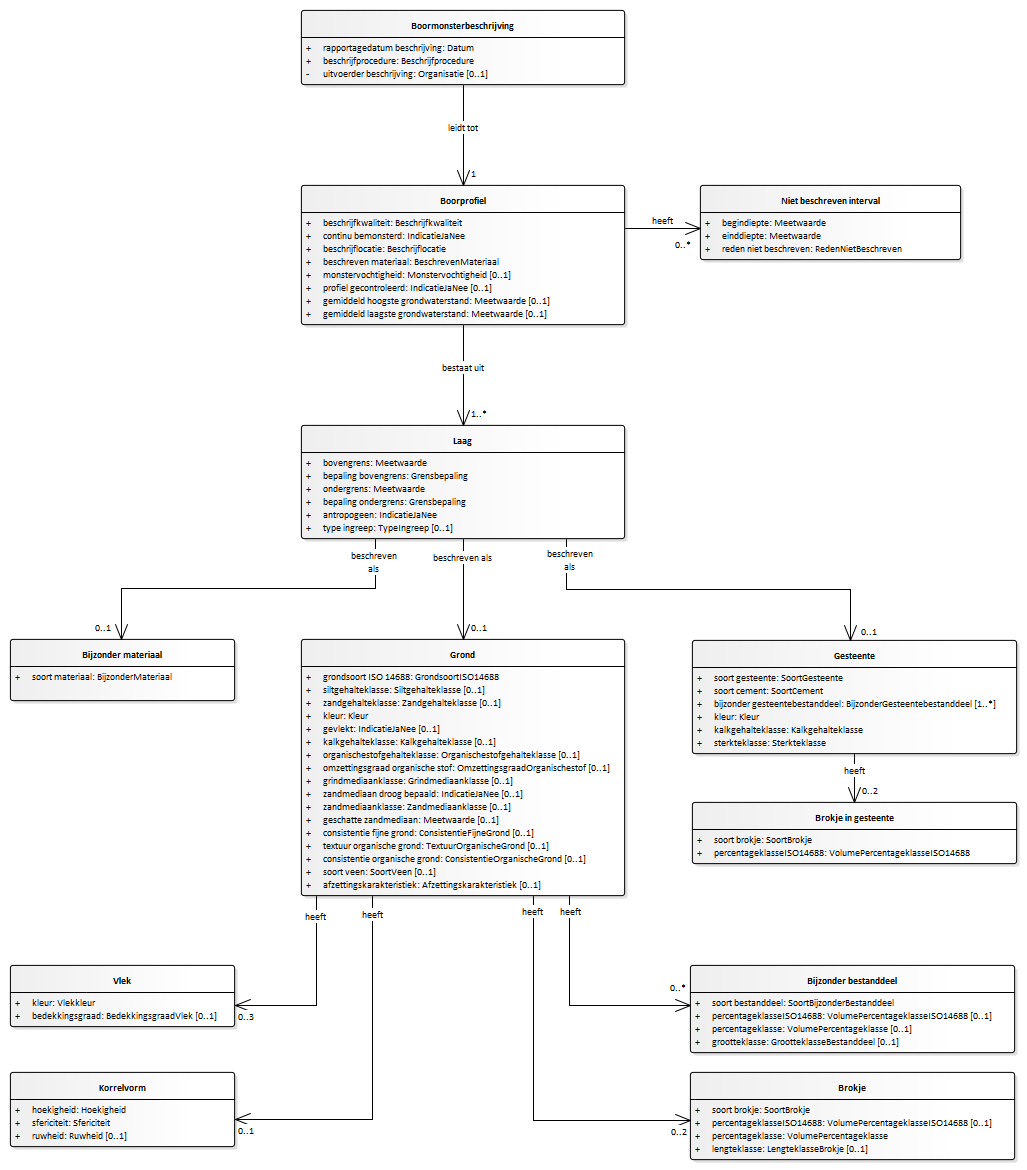 Boormonsterbeschrijving
+ rapportagedatum beschrijving: Datum
+ beschrijfprocedure: Beschrijfprocedure
- uitvoerder beschrijving: Organisatie [0..1]
leidt tot
1
Boorprofiel
+ beschrijfkwaliteit: Beschrijfkwaliteit
+ continu bemonsterd: IndicatieJaNee
+ beschrijflocatie: Beschrijflocatie
+ beschreven materiaal: BeschrevenMateriaal
+ monstervochtigheid: Monstervochtigheid [0..1]
+ profiel gecontroleerd: IndicatieJaNee [0..1]
+ gemiddeld hoogste grondwaterstand: Meetwaarde [0..1]
+ gemiddeld laagste grondwaterstand: Meetwaarde [0..1]
heeft
0..*
Niet beschreven interval
+ begindiepte: Meetwaarde
+ einddiepte: Meetwaarde
+ reden niet beschreven: RedenNietBeschreven
bestaat uit
1..*
Laag
+ bovengrens: Meetwaarde
+ bepaling bovengrens: Grensbepaling
+ ondergrens: Meetwaarde
+ bepaling ondergrens: Grensbepaling
+ antropogeen: IndicatieJaNee
+ type ingreep: TypeIngreep [0..1]
beschreven
als
beschreven als
beschreven
als
0..1
0..1
0..1
Bijzonder materiaal
+ soort materiaal: BijzonderMateriaal
Grond
+ grondsoort ISO 14688: GrondsoortISO14688
+ siltgehalteklasse: Siltgehalteklasse [0..1]
+ zandgehalteklasse: Zandgehalteklasse [0..1]
+ kleur: Kleur
+ gevlekt: IndicatieJaNee [0..1]
+ kalkgehalteklasse: Kalkgehalteklasse [0..1]
+ organischestofgehalteklasse: Organischestofgehalteklasse [0..1]
+ omzettingsgraad organische stof: OmzettingsgraadOrganischestof [0..1]
+ grindmediaanklasse: Grindmediaanklasse [0..1]
+ zandmediaan droog bepaald: IndicatieJaNee [0..1]
+ zandmediaanklasse: Zandmediaanklasse [0..1]
+ geschatte zandmediaan: Meetwaarde [0..1]
+ consistentie fijne grond: ConsistentieFijneGrond [0..1]
+ textuur organische grond: TextuurOrganischeGrond [0..1]
+ consistentie organische grond: ConsistentieOrganischeGrond [0..1]
+ soort veen: SoortVeen [0..1]
+ afzettingskarakteristiek: Afzettingskarakteristiek [0..1]
Gesteente
+ soort gesteente: SoortGesteente
+ soort cement: SoortCement
+ bijzonder gesteentebestanddeel: BijzonderGesteentebestanddeel [1..*]
+ kleur: Kleur
+ kalkgehalteklasse: Kalkgehalteklasse
+ sterkteklasse: Sterkteklasse
heeft
0..2
Brokje in gesteente
+ soort brokje: SoortBrokje
+ percentageklasseISO14688: VolumePercentageklasseISO14688
heeft
heeft
heeft
heeft
Vlek
+ kleur: Vlekkleur
+ bedekkingsgraad: BedekkingsgraadVlek [0..1]
0..3
0..*
Bijzonder bestanddeel
+ soort bestanddeel: SoortBijzonderBestanddeel
+ percentageklasseISO14688: VolumePercentageklasseISO14688 [0..1]
+ percentageklasse: VolumePercentageklasse [0..1]
+ grootteklasse: GrootteklasseBestanddeel [0..1]
Korrelvorm
+ hoekigheid: Hoekigheid
+ sfericiteit: Sfericiteit
+ ruwheid: Ruwheid [0..1]
0..1
0..2
Brokje
+ soort brokje: SoortBrokje
+ percentageklasseISO14688: VolumePercentageklasseISO14688 [0..1]
+ percentageklasse: VolumePercentageklasse
+ lengteklasse: LengteklasseBrokje [0..1]